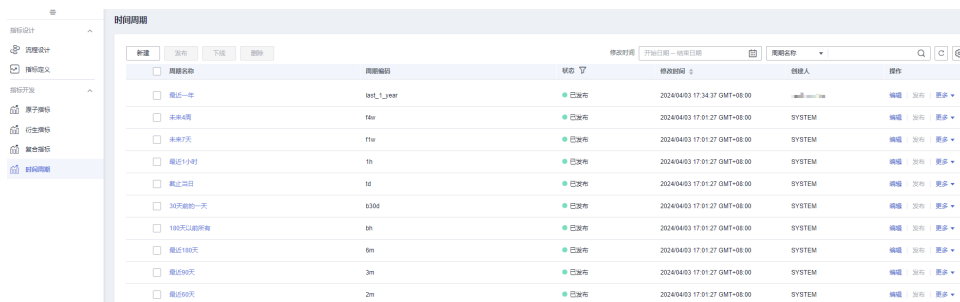 时间周期
指标设计
流程设计
指标定义
指标开发
原子指标
衍生指标
复合指标
时间周期
新建 发布 下线 删除 修改时间 开始日期 – 结束日期 周期名称
周期名称 周期编码 状态 修改时间 创建人 操作
最近一年 last_1_year 已发布 2024/04/03 17:34:37 GMT+08:00 编辑 发布 更多
未来4周 f4w 已发布 2024/04/03 17:01:27 GMT+08:00 SYSTEM 编辑 发布 更多
未来7天 f1w 已发布 2024/04/03 17:01:27 GMT+08:00 SYSTEM 编辑 发布 更多
最近1小时 1h 已发布 2024/04/03 17:01:27 GMT+08:00 SYSTEM 编辑 发布 更多
截止当日 td 已发布 2024/04/03 17:01:27 GMT+08:00 SYSTEM 编辑 发布 更多
30天前的一天 b30d 已发布 2024/04/03 17:01:27 GMT+08:00 SYSTEM 编辑 发布 更多
180天以前所有 bh 已发布 2024/04/03 17:01:27 GMT+08:00 SYSTEM 编辑 发布 更多
最近180天 6m 已发布 2024/04/03 17:01:27 GMT+08:00 SYSTEM 编辑 发布 更多
最近90天 3m 已发布 2024/04/03 17:01:27 GMT+08:00 SYSTEM 编辑 发布 更多
最近60天 2m 已发布 2024/04/03 17:01:27 GMT+08:00 SYSTEM 编辑 发布 更多